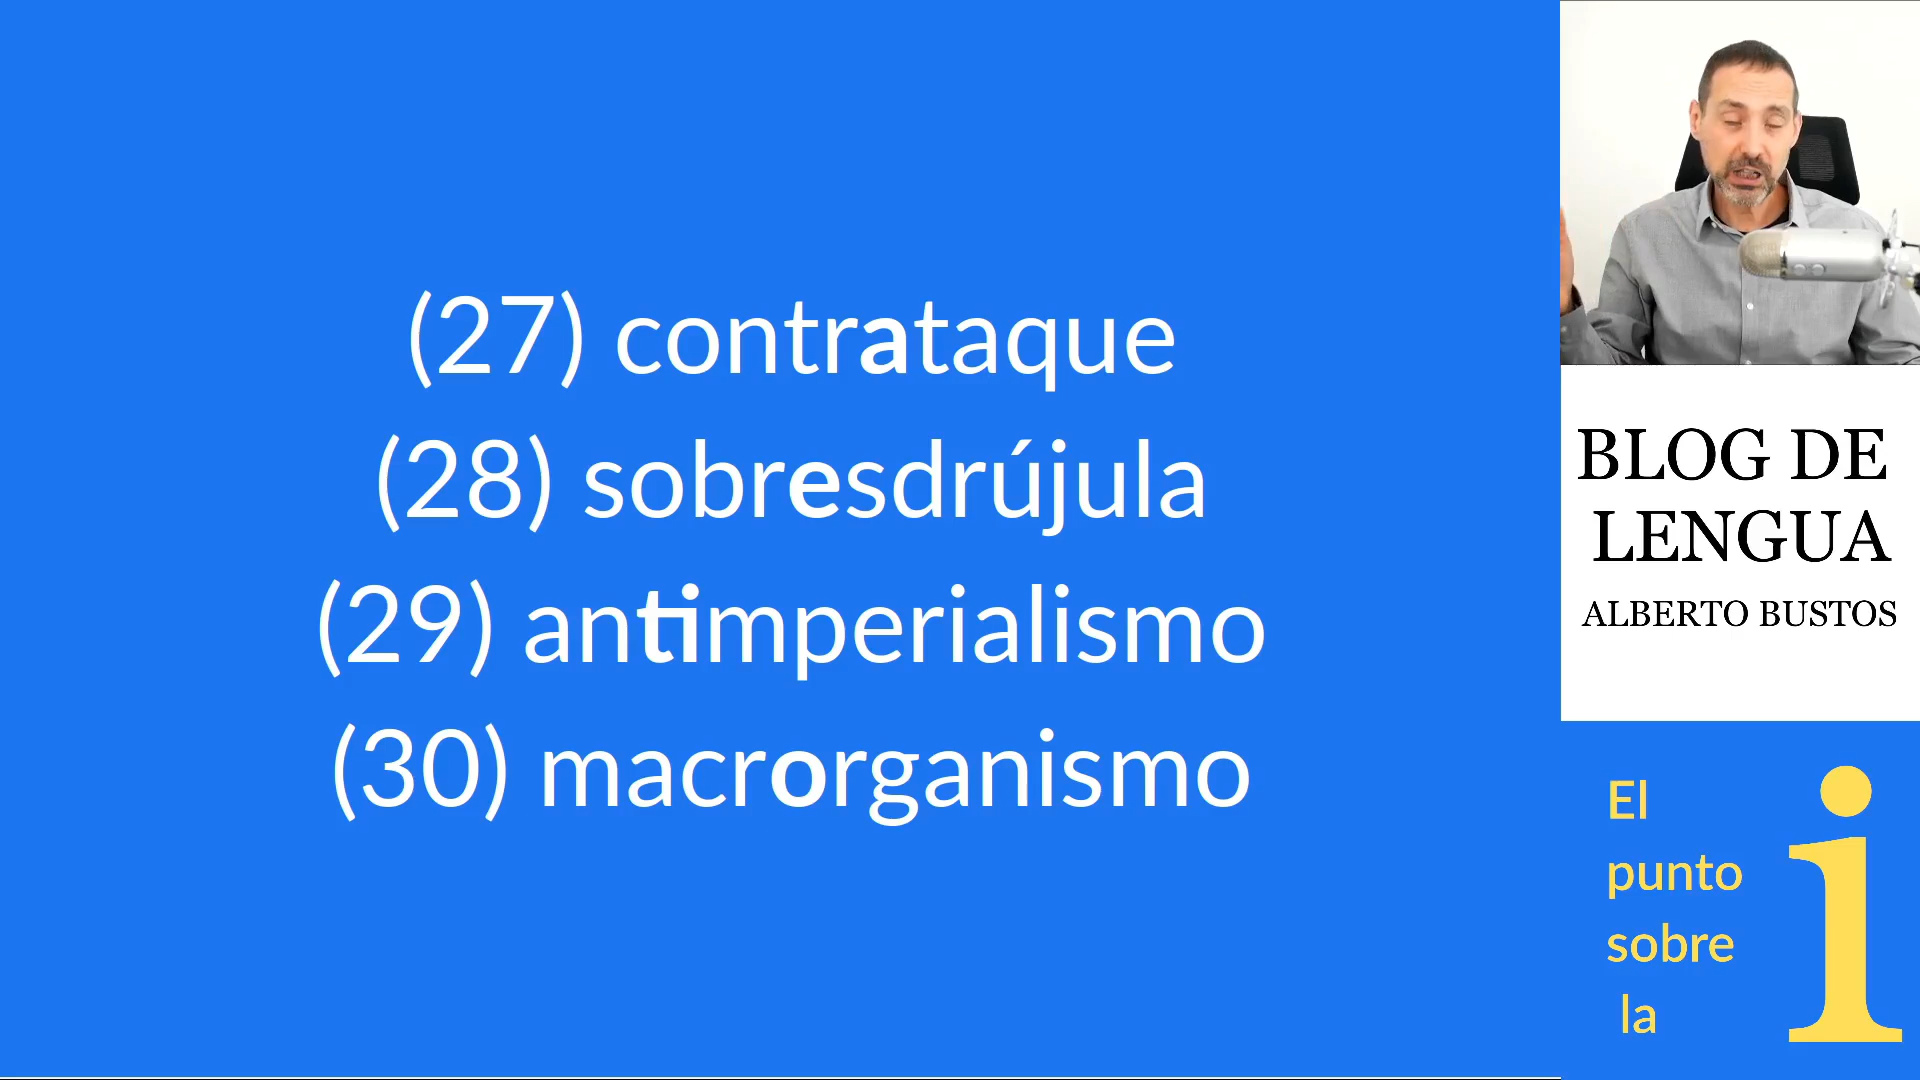 (27) contrataque
(28) sobresdrújula
(29) antimperialismo
(30) macrorganismo
BLOG DE
LENGUA
ALBERTO BUSTOS
El
punto
sobre
la
i